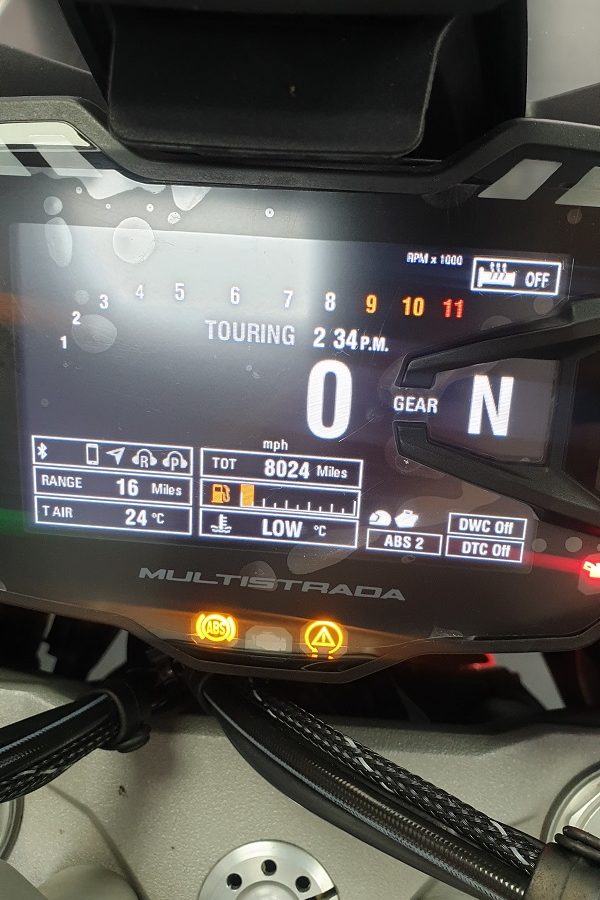 RPM x 1000
OFF
1 2 3 4 5 6 7 8 9 10 11
TOURING 2 34 P.M.
0 GEAR N
mph
R P
TOT 8024 Miles
RANGE 16 Miles
T AIR 24 °C
LOW °C
ABS 2
DWC Off
DTC Off
MULTISTRADA
ABS